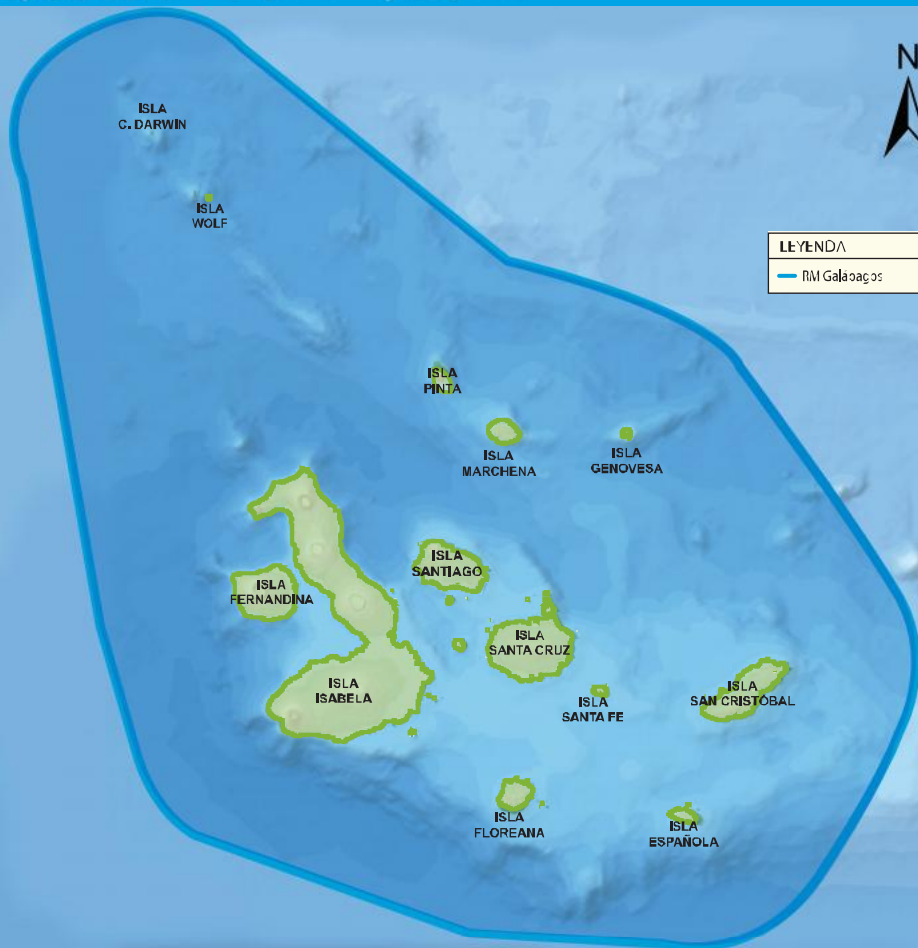 N
ISLA
C. DARWIN
ISLA
WOLF
LEYENDA
RM Galápagos
ISLA
PINTA
ISLA
MARCHENA
ISLA
GENOVESA
ISLA
SANTIAGO
ISLA
FERNANDINA
ISLA
SANTA CRUZ
ISLA
ISABELA
ISLA
SANTA FE
ISLA
SAN CRISTÓBAL
ISLA
FLOREANA
ISLA
ESPAÑOLA